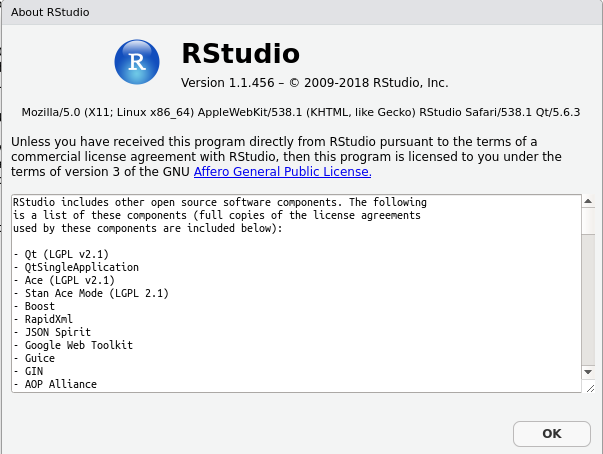 About RStudio
R
RStudio
Version 1.1.456 – © 2009-2018 RStudio, Inc.
Mozilla/5.0 (X11; Linux x86_64) AppleWebKit/538.1 (KHTML, like Gecko) RStudio Safari/538.1 Qt/5.6.3
Unless you have received this program directly from RStudio pursuant to the terms of a
commercial license agreement with RStudio, then this program is licensed to you under the
terms of version 3 of the GNU Affero General Public License.
RStudio includes other open source software components. The following
is a list of these components (full copies of the license agreements
used by these components are included below):
- Qt (LGPL v2.1)
- QtSingleApplication
- Ace (LGPL v2.1)
- Stan Ace Mode (LGPL 2.1)
- Boost
- RapidXml
- JSON Spirit
- Google Web Toolkit
- Guice
- GIN
- AOP Alliance
OK